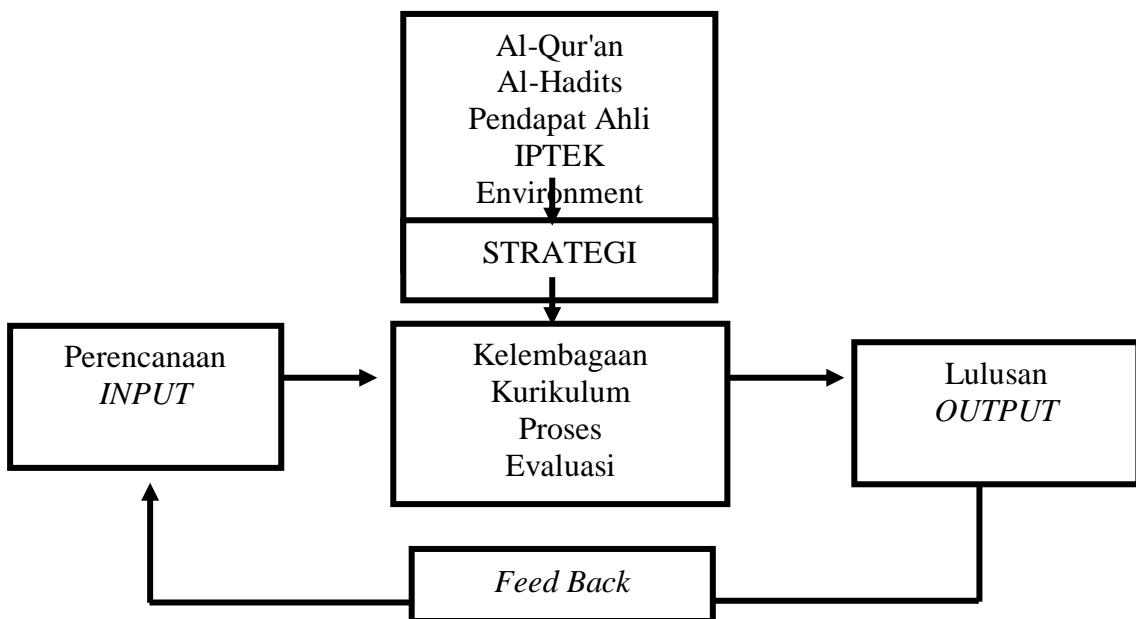 Al-Qur'an
Al-Hadits
Pendapat Ahli
IPTEK
Environment
STRATEGI
Perencanaan
INPUT
Kelembagaan
Kurikulum
Proses
Evaluasi
Lulusan
OUTPUT
Feed Back